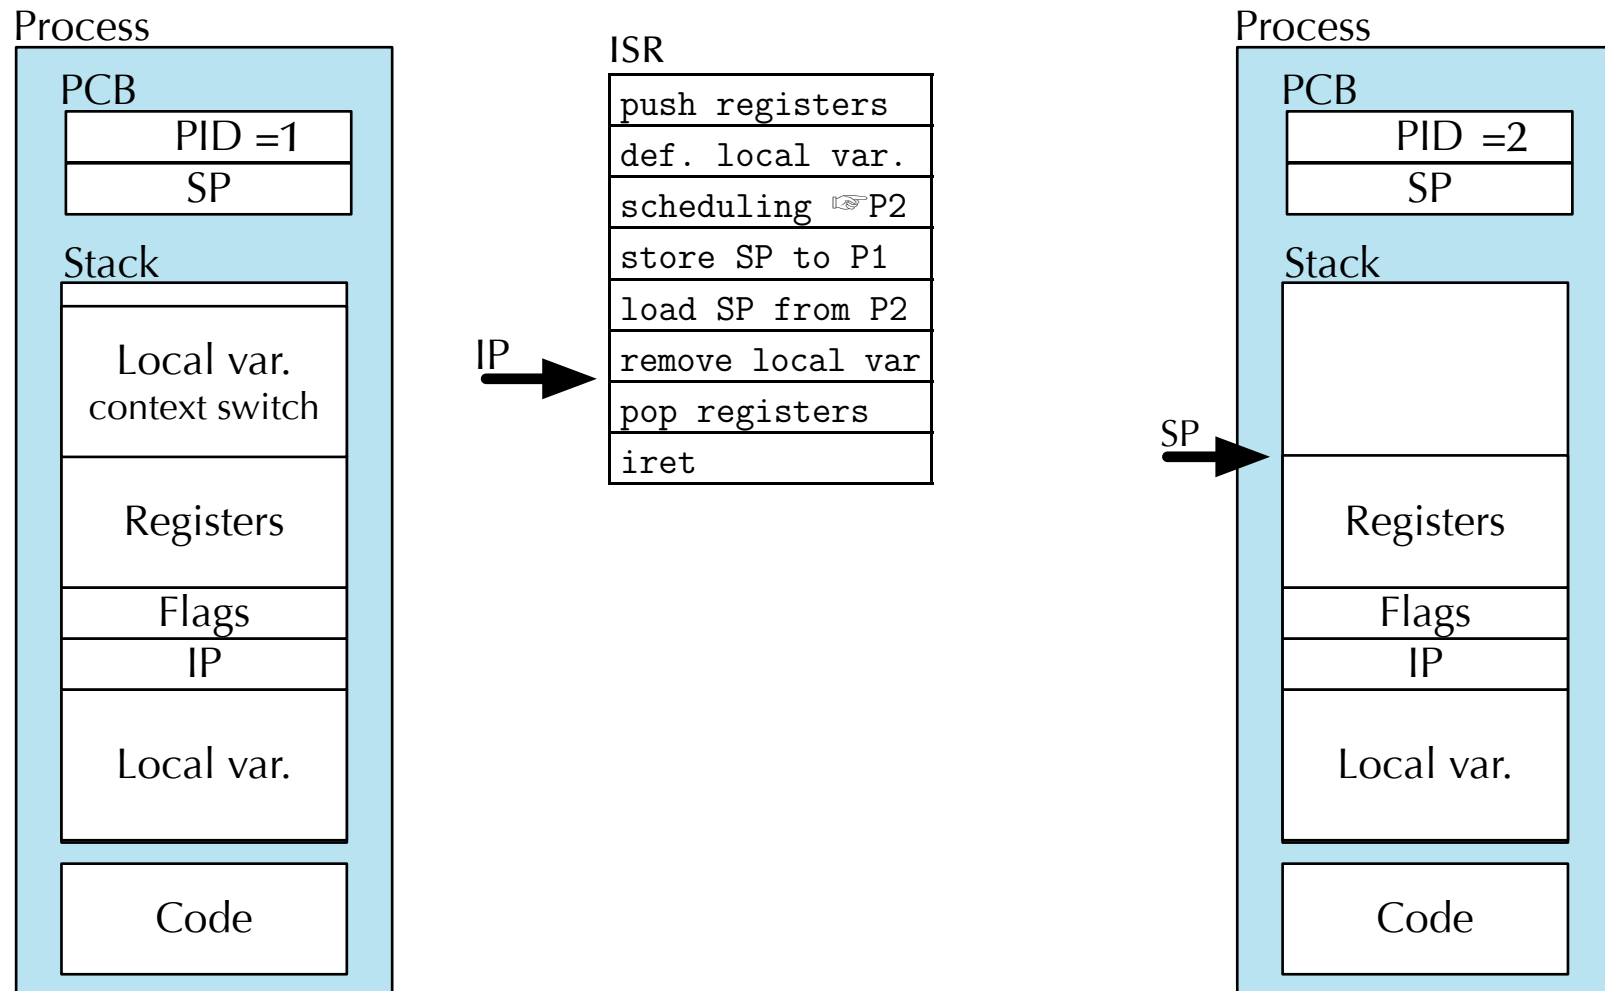 Process
PCB
PID =1
SP
Stack
Local var.
context switch
Registers
Flags
IP
Local var.
Code
ISR
push registers
def. local var.
scheduling ☞P2
store SP to P1
load SP from P2
remove local var
pop registers
iret
IP
SP
Process
PCB
PID =2
SP
Stack
Registers
Flags
IP
Local var.
Code